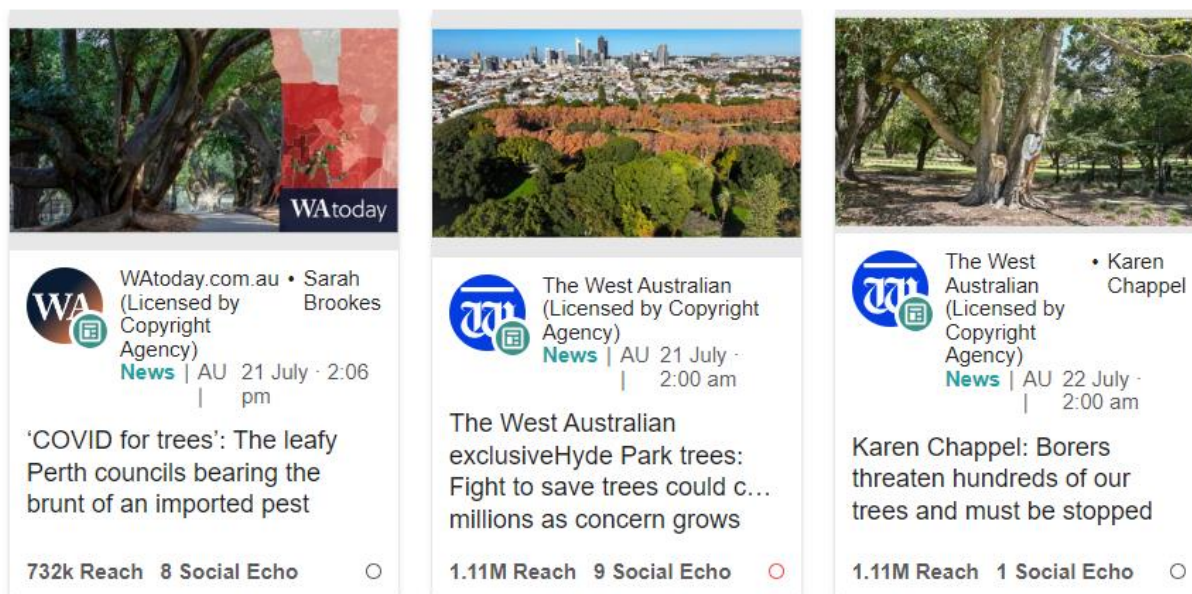 WAtoday
WA
WAtoday.com.au • Sarah
(Licensed by Brookes
Copyright
Agency)
News | AU 21 July · 2:06
| pm
‘COVID for trees’: The leafy
Perth councils bearing the
brunt of an imported pest
732k Reach 8 Social Echo
W
The West Australian
(Licensed by Copyright
Agency)
News | AU 21 July ·
| 2:00 am
The West Australian
exclusiveHyde Park trees:
Fight to save trees could c...
millions as concern grows
1.11M Reach 9 Social Echo
W
The West • Karen
Australian Chappel
(Licensed by
Copyright
Agency)
News | AU 22 July ·
| 2:00 am
Karen Chappel: Borers
threaten hundreds of our
trees and must be stopped
1.11M Reach 1 Social Echo